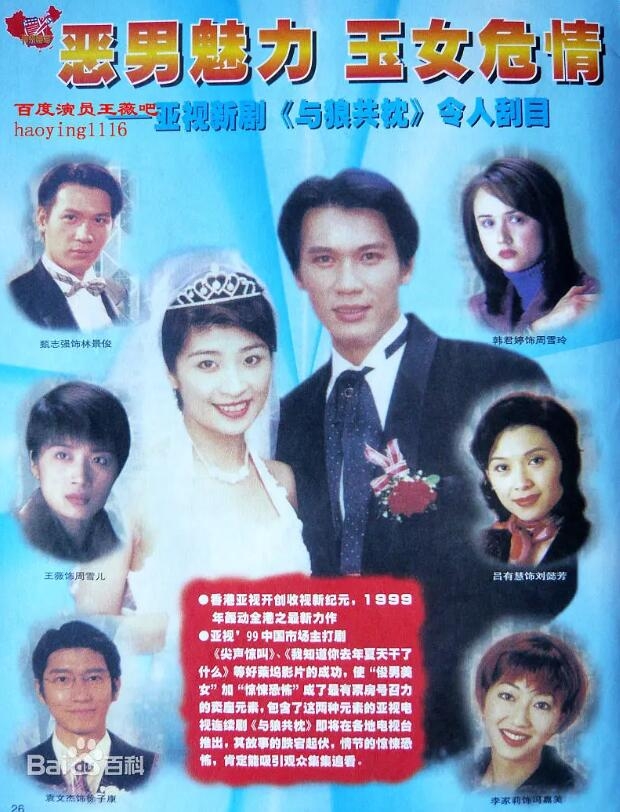 恶男魅力 玉女危情
百度演员王薇吧
haoying1116
——亚视新剧《与狼共枕》令人刮目
甄志强饰林景俊
韩君婷饰周雪玲
王薇饰周雪儿
吕有慧饰刘懿芳
●香港亚视开创收视新纪元，1999
年轰动全港之最新力作
●亚视’99中国市场主打剧
《尖声惊叫》、《我知道你去年夏天干了
什么》等好莱坞影片的成功，使“俊男美
女”加“惊悚恐怖”成了最有票房号召力
的卖座元素，包含了这两种元素的亚视电
视连续剧《与狼共枕》即将在各地电视台
推出，其故事的跌宕起伏，情节的惊悚恐
怖，肯定能吸引观众集集追看。
Bai百科
袁文杰饰徐子康
李家莉饰冯嘉美
26